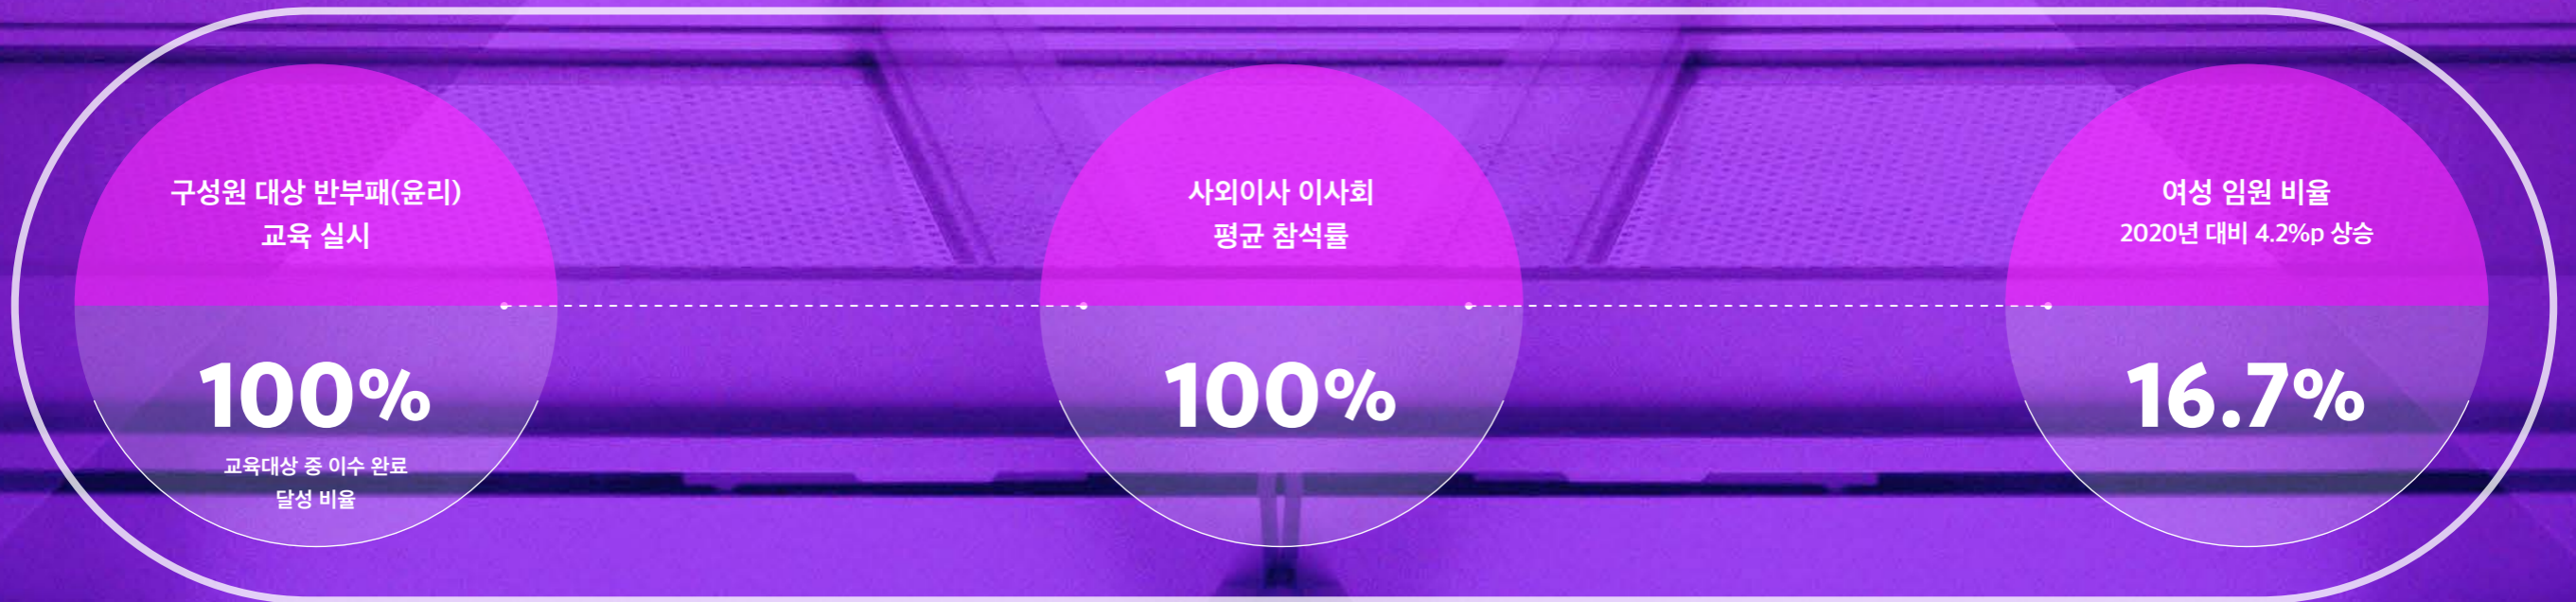 구성원 대상 반부패(윤리)
교육 실시
100%
교육대상 중 이수 완료
달성 비율
사외이사 이사회
평균 참석률
100%
여성 임원 비율
2020년 대비 4.2%p 상승
16.7%